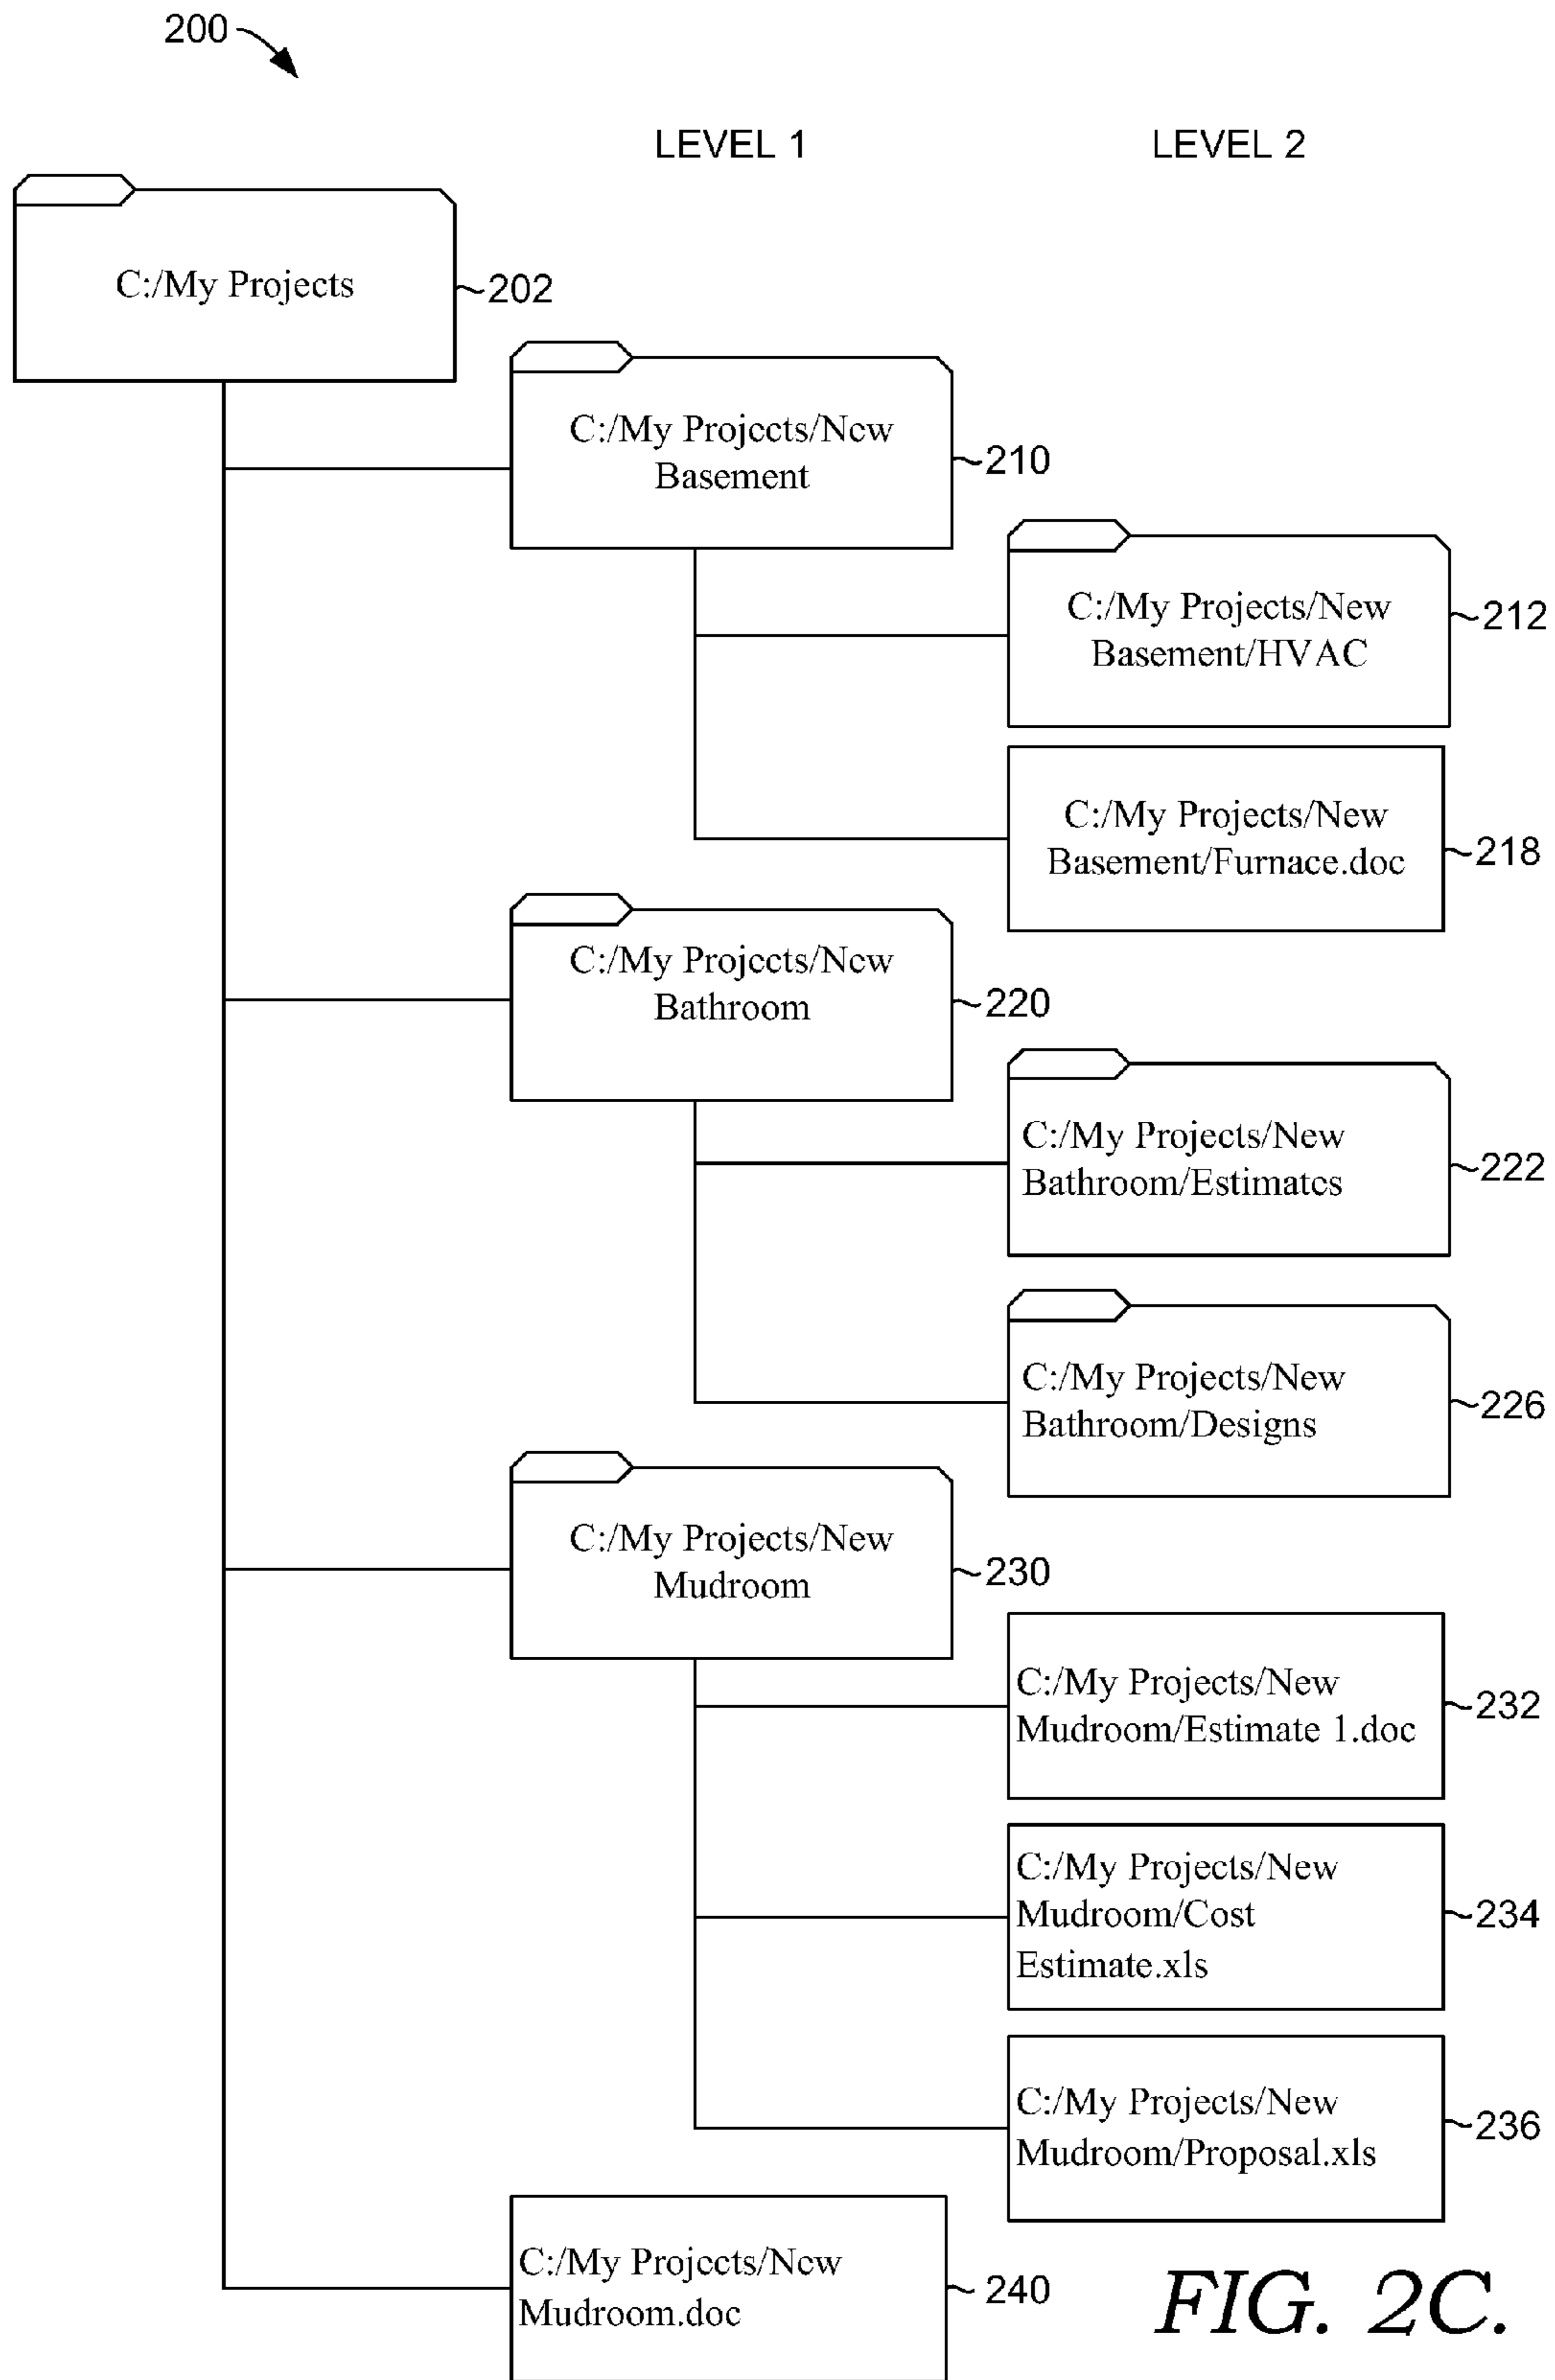 200
LEVEL 1 LEVEL 2
C:/My Projects
202
C:/My Projects/New
Basement
210
C:/My Projects/New
Basement/HVAC
212
C:/My Projects/New
Basement/Furnace.doc
218
C:/My Projects/New
Bathroom
220
C:/My Projects/New
Bathroom/Estimates
222
C:/My Projects/New
Bathroom/Designs
226
C:/My Projects/New
Mudroom
230
C:/My Projects/New
Mudroom/Estimate 1.doc
232
C:/My Projects/New
Mudroom/Cost
Estimate.xls
234
C:/My Projects/New
Mudroom/Proposal.xls
236
C:/My Projects/New
Mudroom.doc
240
FIG. 2C.